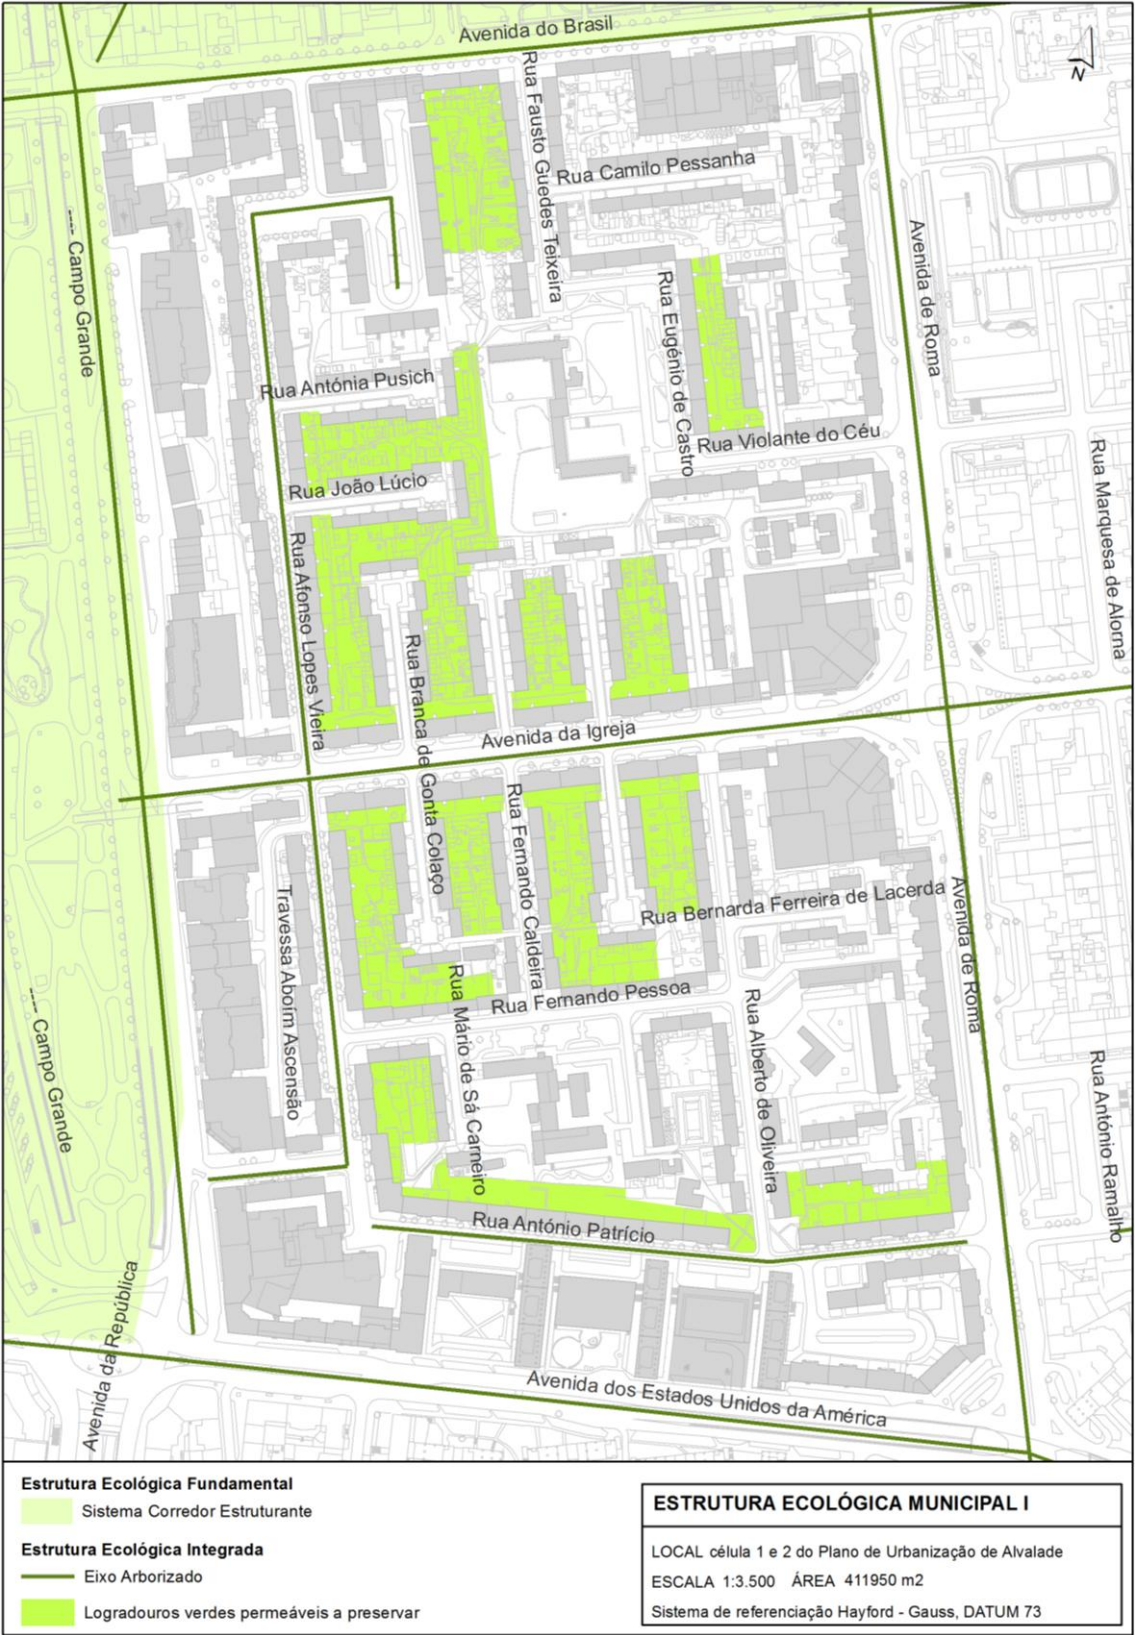 Avenida do Brasil
Rua Fausto Guedes Teixeira
N
Rua Camilo Pessanha
---- Campo Grande
Avenida de Roma
Rua Eugénio de Castro
Rua Antónia Pusich
Rua Violante do Céu
Rua Marquesa de Alorna
Rua João Lúcio
Rua Afonso Lopes Vieira
Rua Branca de Gonta Colaço
Avenida da Igreja
Rua Fernando Caldeira
Travessa Aboim Ascensão
Rua Bernarda Ferreira de Lacerda
Avenida de Roma
Rua Mário de Sá Carneiro
Rua Fernando Pessoa
---- Campo Grande
Rua Alberto de Oliveira
Rua António Ramalho
Rua António Patrício
Avenida da República
Avenida dos Estados Unidos da América
Estrutura Ecológica Fundamental
Sistema Corredor Estruturante
Estrutura Ecológica Integrada
Eixo Arborizado
Logradouros verdes permeáveis a preservar
ESTRUTURA ECOLÓGICA MUNICIPAL I
LOCAL célula 1 e 2 do Plano de Urbanização de Alvalade
ESCALA 1:3.500 ÁREA 411950 m2
Sistema de referenciação Hayford - Gauss, DATUM 73